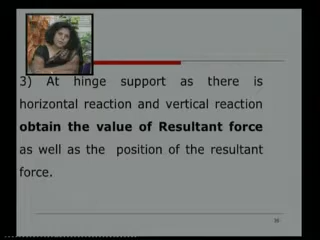 3) At hinge support as there is
horizontal reaction and vertical reaction
obtain the value of Resultant force
as well as the position of the resultant
force.